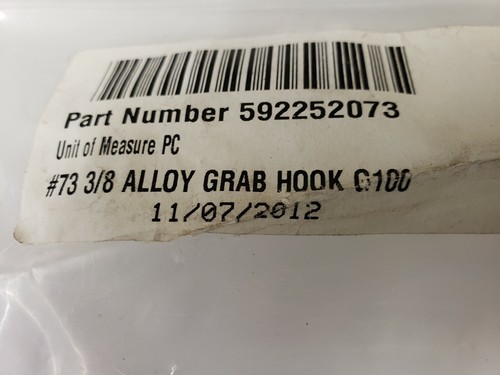 Part Number 592252073
Unit of Measure PC
#73 3/8 ALLOY GRAB HOOK G100
11/07/2012